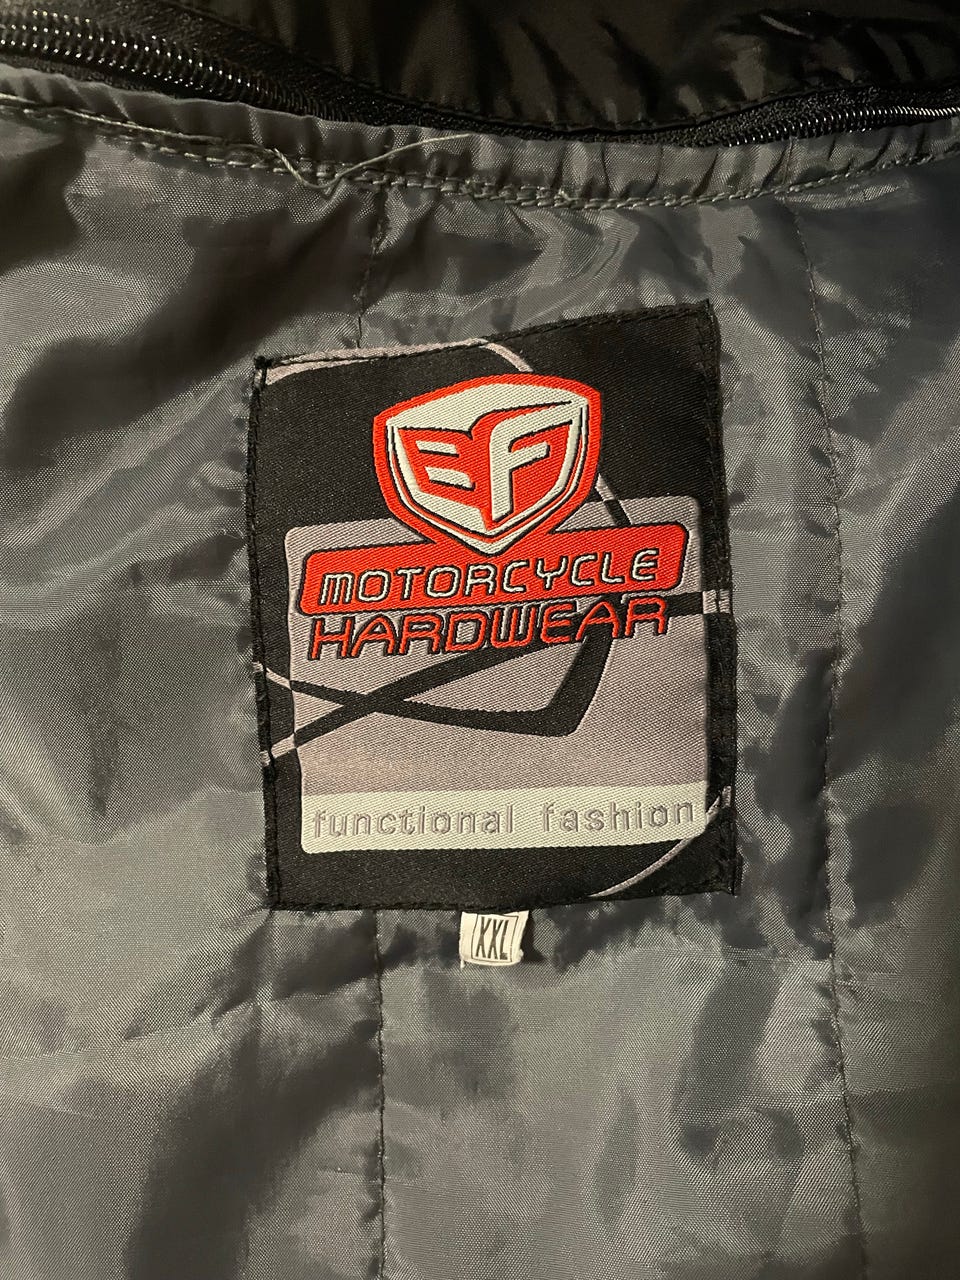 BF
MOTORCYCLE
HARDWEAR
functional fashion
XXL